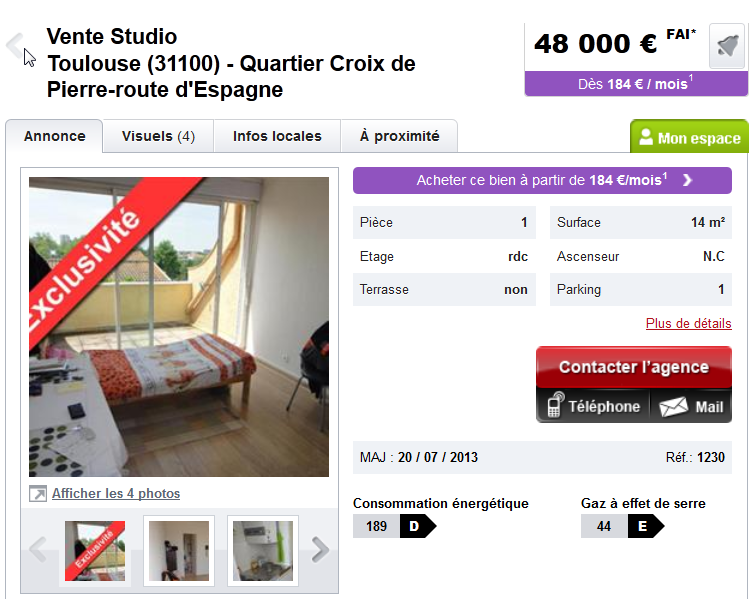 Vente Studio
Toulouse (31100) - Quartier Croix de
Pierre-route d'Espagne
48 000 € FAI*
Dès 184 € / mois¹
Annonce
Visuels (4)
Infos locales
À proximité
Mon espace
Exclusivité
Acheter ce bien à partir de 184 €/mois¹
Pièce 1
Surface 14 m²
Etage rdc
Ascenseur N.C
Terrasse non
Parking 1
Plus de détails
Contacter l'agence
Téléphone
Mail
MAJ : 20 / 07 / 2013
Réf.: 1230
Afficher les 4 photos
Consommation énergétique
189 D
Gaz à effet de serre
44 E
Exclusivité